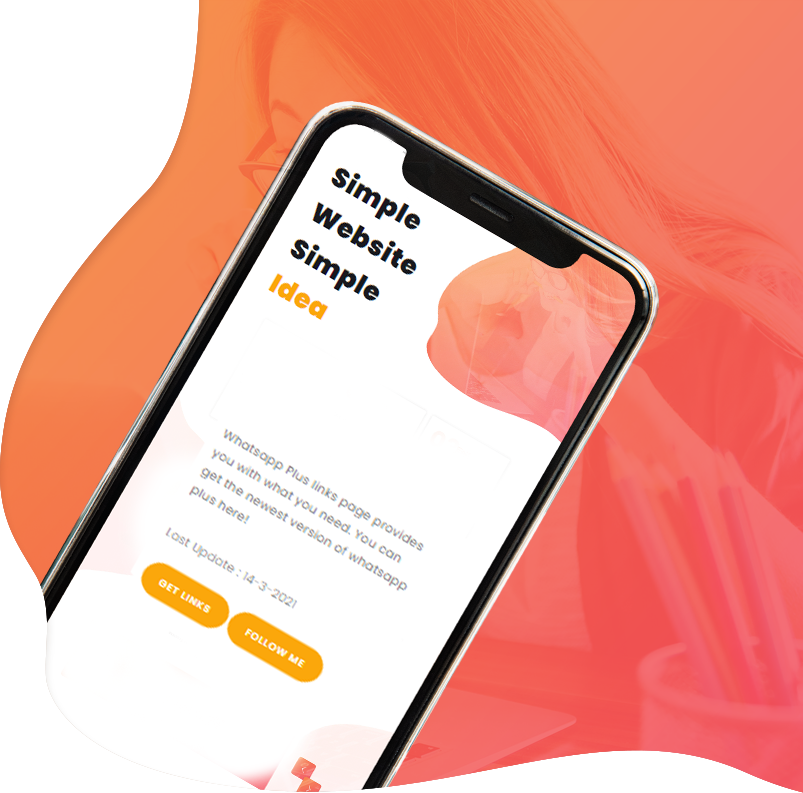 Simple
Website
Simple
Idea
Whatsapp Plus links page provides
you with what you need. You can
get the newest version of whatsapp
plus here!
Last Update : 14-3-2021
GET LINKS
FOLLOW ME